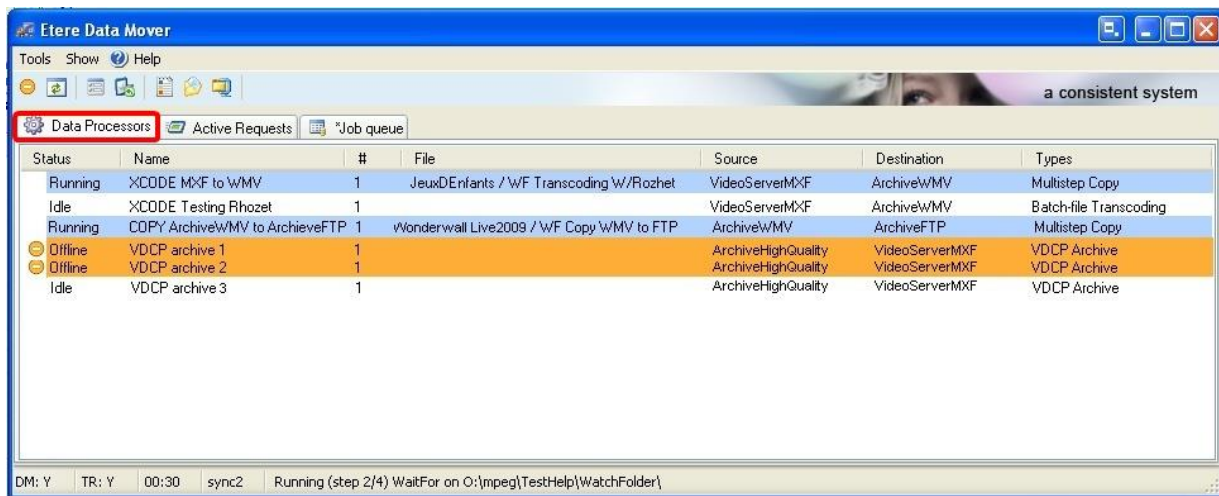 Etere Data Mover
Tools Show Help
a consistent system
Data Processors Active Requests *Job queue
Status Name # File Source Destination Types
Running XCODE MXF to WMV 1 JeuxDEnfants / WF Transcoding W/Rozhet VideoServerMXF ArchiveWMV Multistep Copy
Idle XCODE Testing Rhozet 1 VideoServerMXF ArchiveWMV Batch-file Transcoding
Running COPY ArchiveWMV to ArchieveFTP 1 Wonderwall Live2009 / WF Copy WMV to FTP ArchiveWMV ArchiveFTP Multistep Copy
Offline VDCP archive 1 1 ArchiveHighQuality VideoServerMXF VDCP Archive
Offline VDCP archive 2 1 ArchiveHighQuality VideoServerMXF VDCP Archive
Idle VDCP archive 3 1 ArchiveHighQuality VideoServerMXF VDCP Archive
DM: Y TR: Y 00:30 sync2 Running (step 2/4) WaitFor on O:\mpeg\TestHelp\WatchFolder\